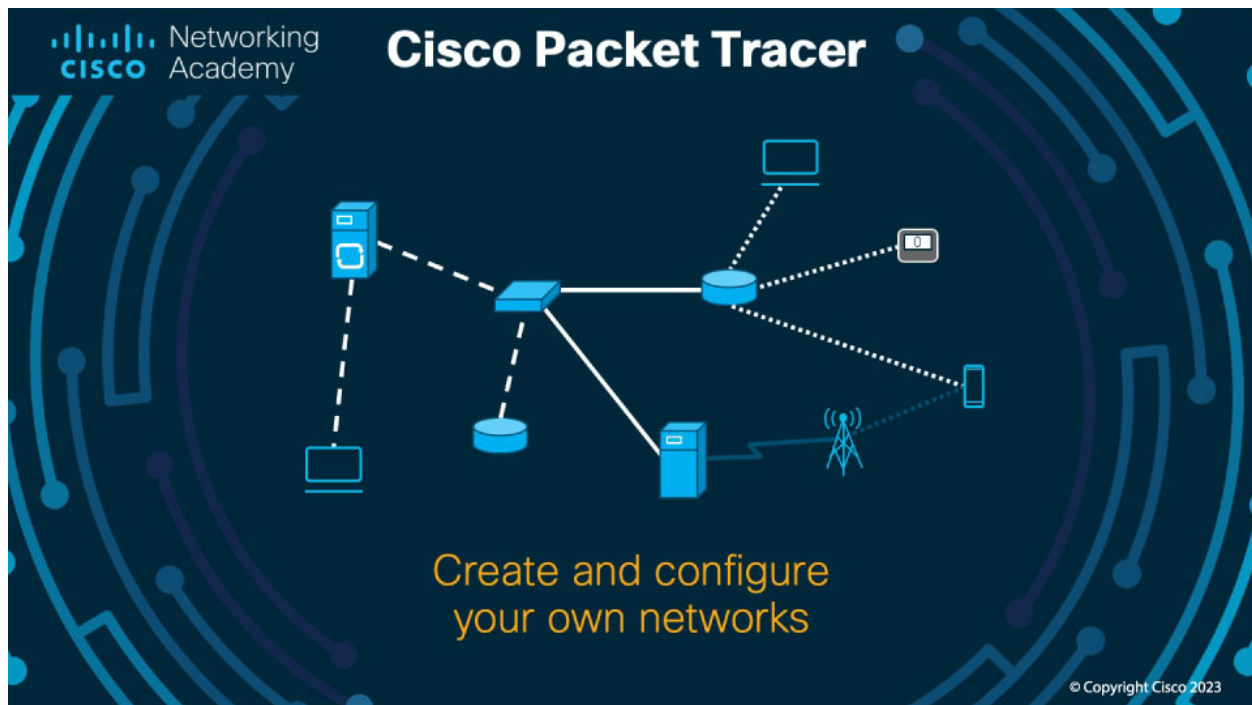 CISCO
Networking
Academy
Cisco Packet Tracer
0
Create and configure
your own networks
© Copyright Cisco 2023